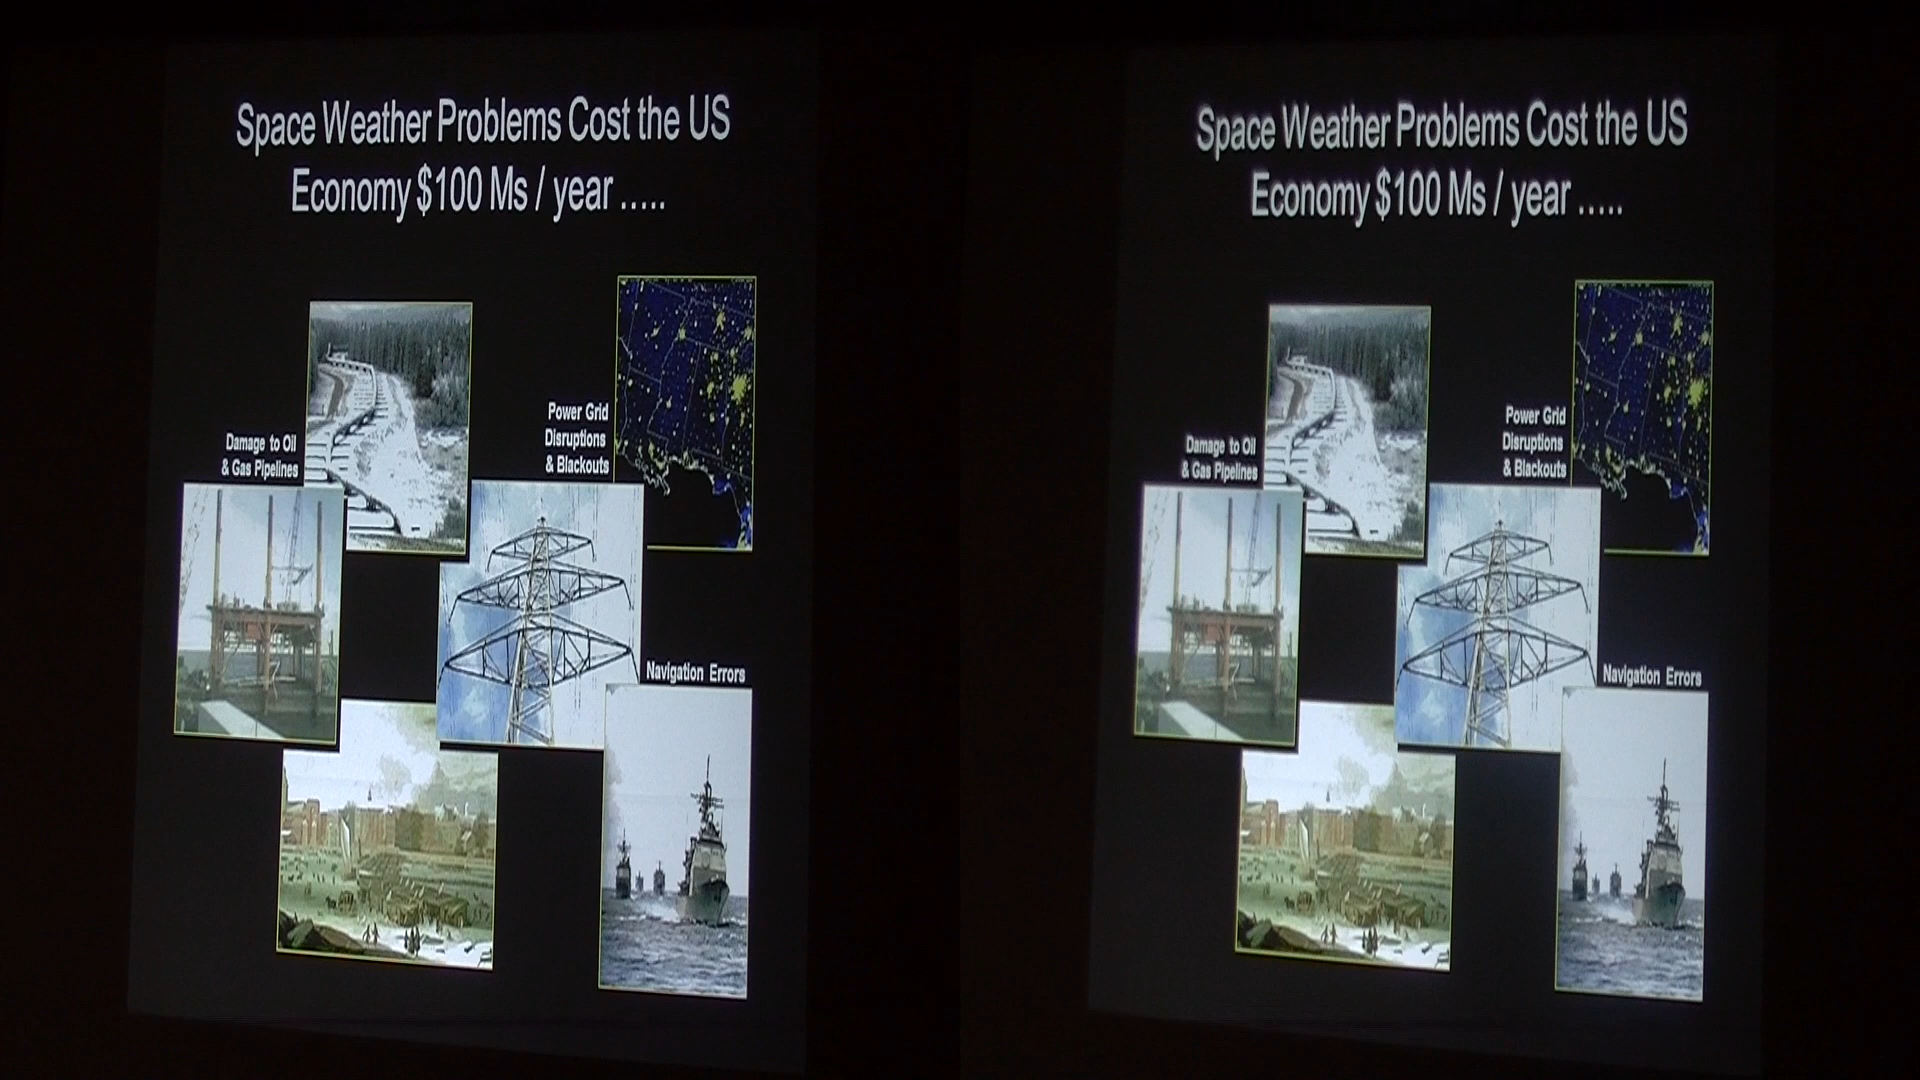 Space Weather Problems Cost the US
Economy $100 Ms / year .....
Damage to Oil
& Gas Pipelines
Power Grid
Disruptions
& Blackouts
Navigation Errors
Space Weather Problems Cost the US
Economy $100 Ms / year .....
Damage to Oil
& Gas Pipelines
Power Grid
Disruptions
& Blackouts
Navigation Errors